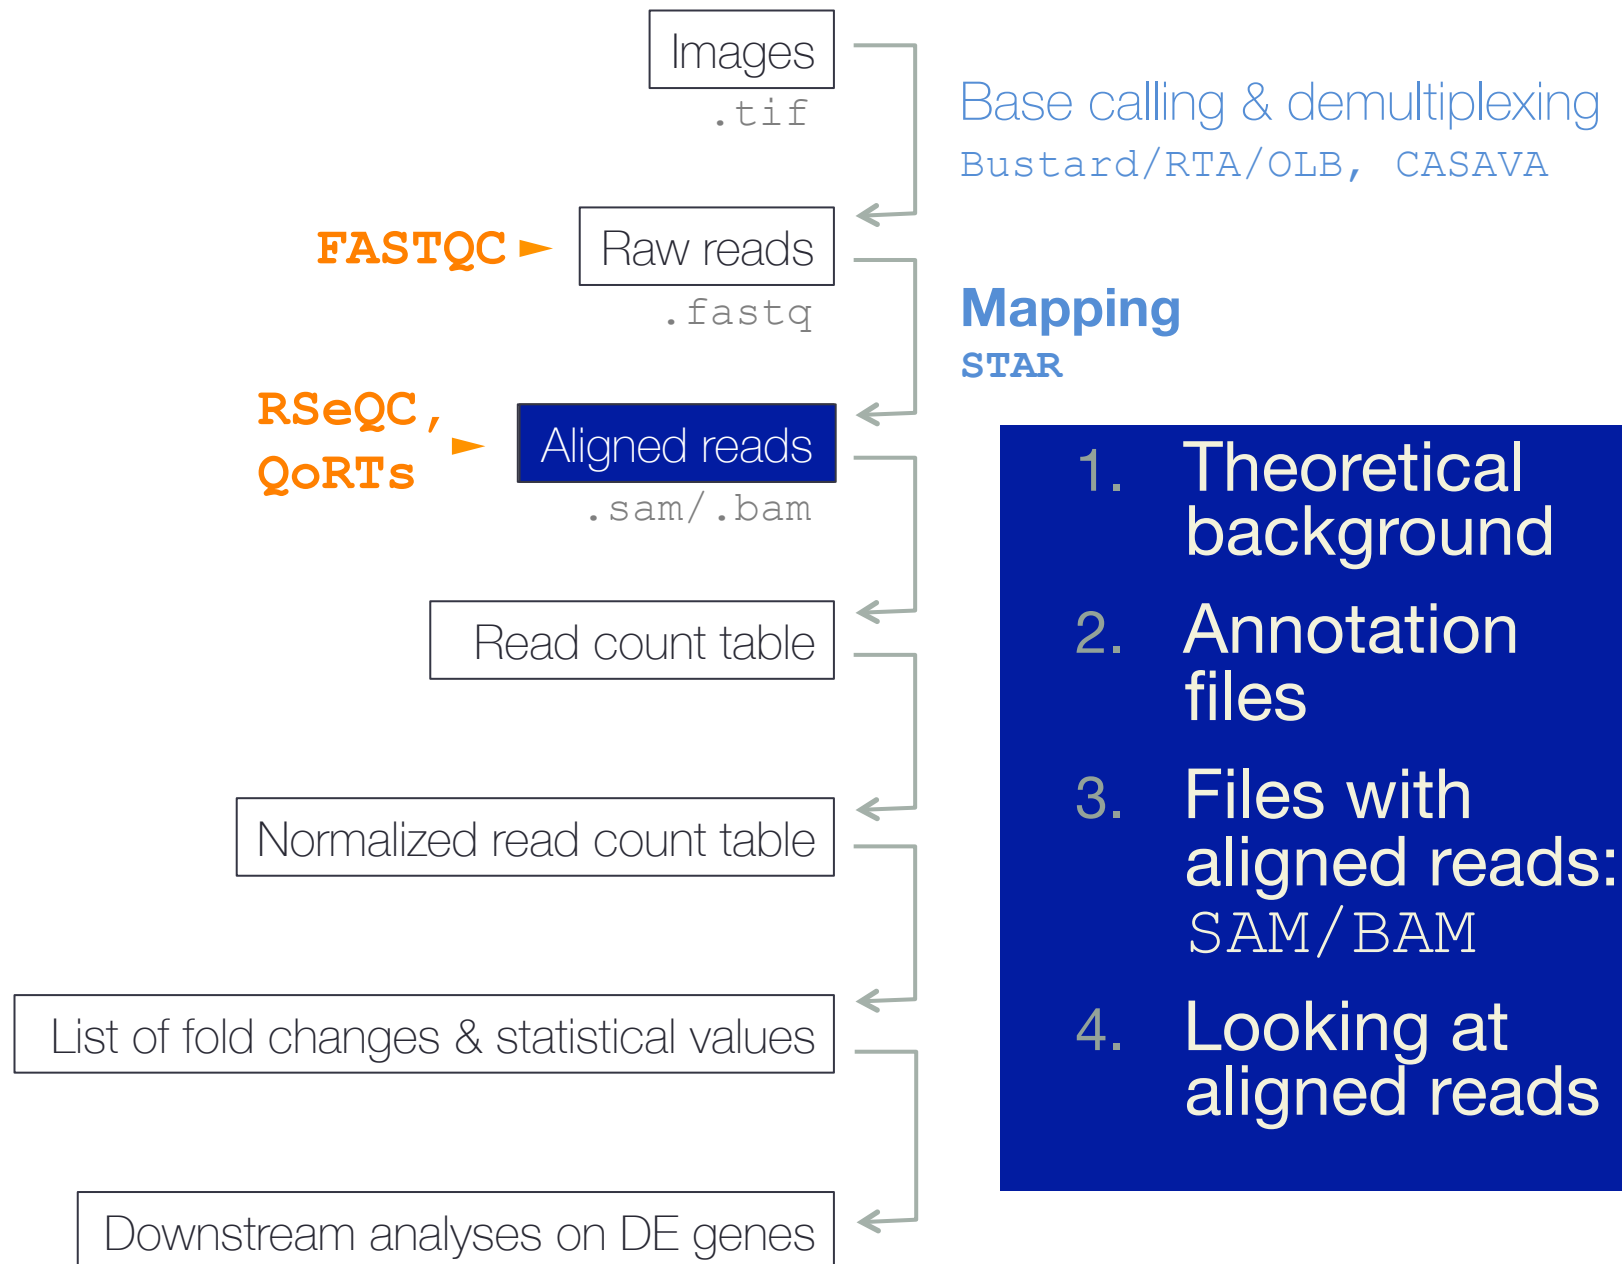 Images
.tif
Base calling & demultiplexing
Bustard/RTA/OLB, CASAVA
FASTQC
Raw reads
.fastq
Mapping
STAR
RSeQC,
QoRTs
Aligned reads
.sam/.bam
Read count table
Normalized read count table
List of fold changes & statistical values
Downstream analyses on DE genes
1. Theoretical
background
2. Annotation
files
3. Files with
aligned reads:
SAM/BAM
4. Looking at
aligned reads